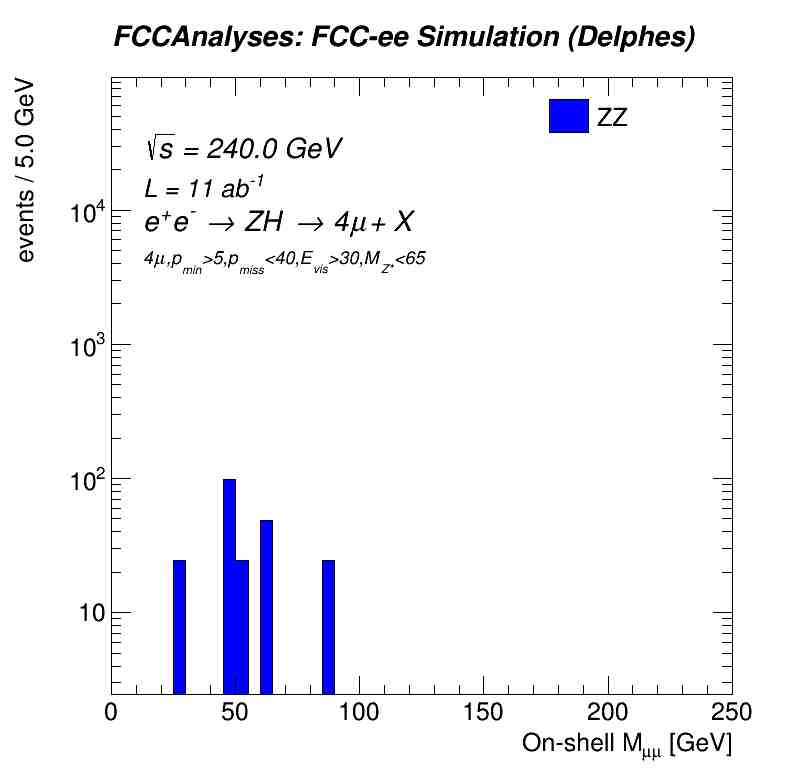 FCCAnalyses: FCC-ee Simulation (Delphes)
events / 5.0 GeV
ZZ
√s = 240.0 GeV
L = 11 ab⁻¹
e⁺e⁻ → ZH → 4μ + X
4μ,p_min>5,p_miss<40,E_vis>30,M_Z*<65
10⁴
10³
10²
10
0 50 100 150 200 250
On-shell M_μμ [GeV]